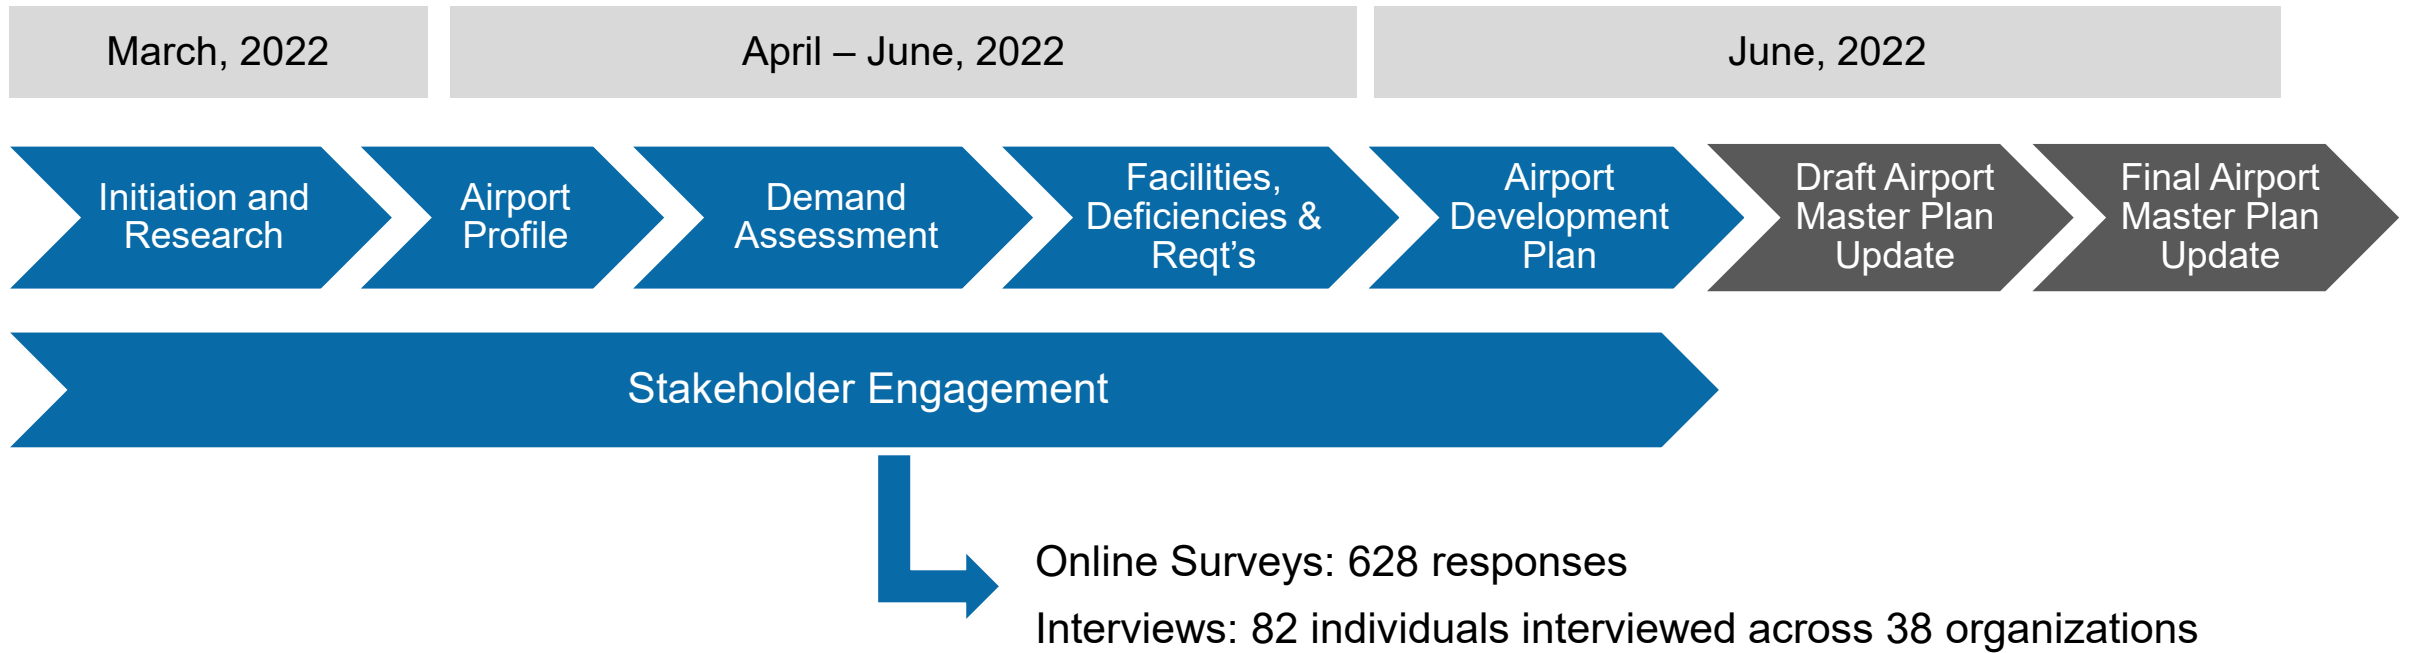 March, 2022
April – June, 2022
June, 2022
Initiation and
Research
Airport
Profile
Demand
Assessment
Facilities,
Deficiencies &
Reqt’s
Airport
Development
Plan
Draft Airport
Master Plan
Update
Final Airport
Master Plan
Update
Stakeholder Engagement
Online Surveys: 628 responses
Interviews: 82 individuals interviewed across 38 organizations